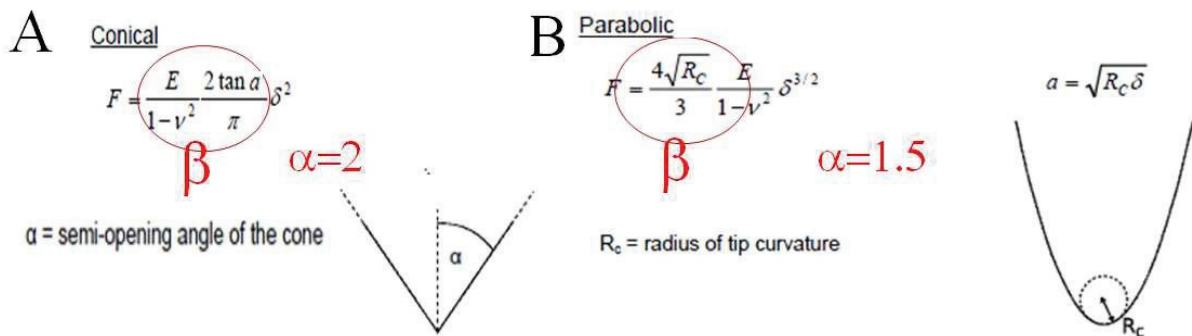 A
Conical
F = E/(1-ν²) 2 tan a/π δ²
β
α=2
α = semi-opening angle of the cone
α
B
Parabolic
F = 4√R_C/3 E/(1-ν²) δ^{3/2}
β
α=1.5
R_c = radius of tip curvature
a = √R_C δ
R_C